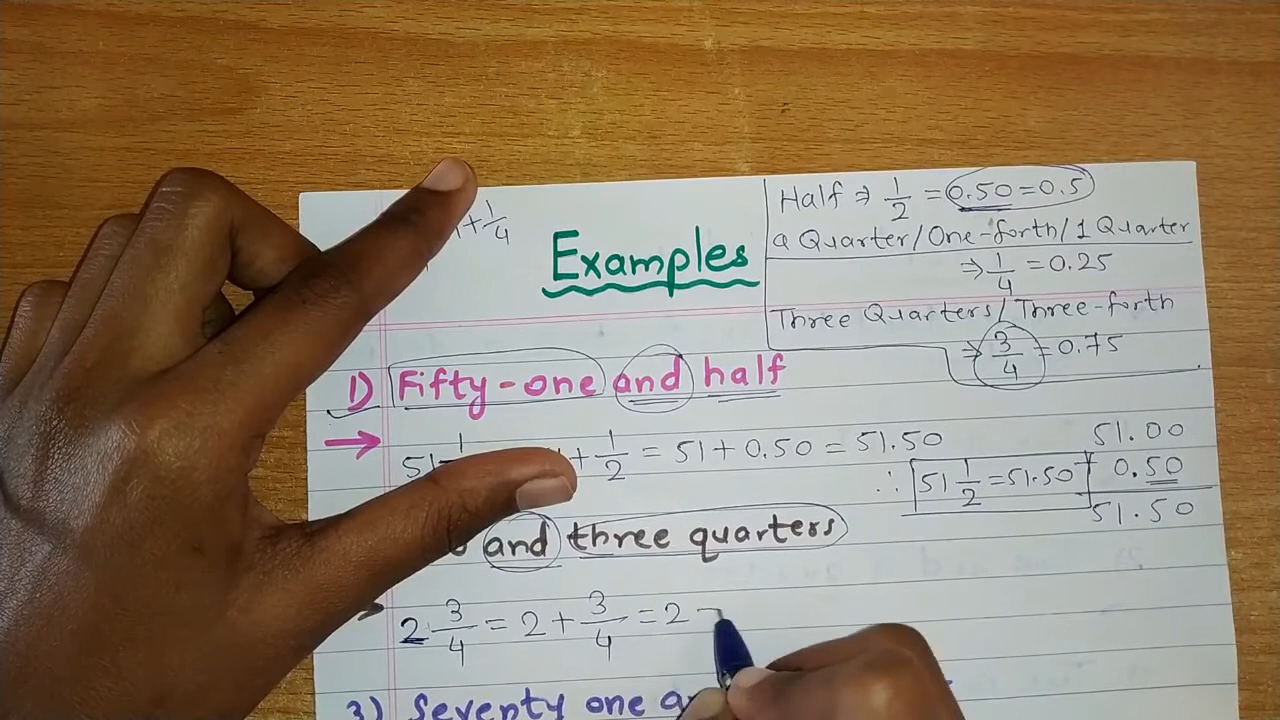 + 1/4
Examples
Half ⇒ 1/2 = 0.50 = 0.5
a Quarter/One-forth/1 Quarter
⇒ 1/4 = 0.25
Three Quarters/Three-forth
⇒ 3/4 = 0.75
1) Fifty-one and half
→ 51 1/2 = 51 + 0.50 = 51.50
∴ 51 1/2 = 51.50
51.00
+ 0.50
51.50
and three quarters
2 3/4 = 2 + 3/4 = 2
3) Seventy one